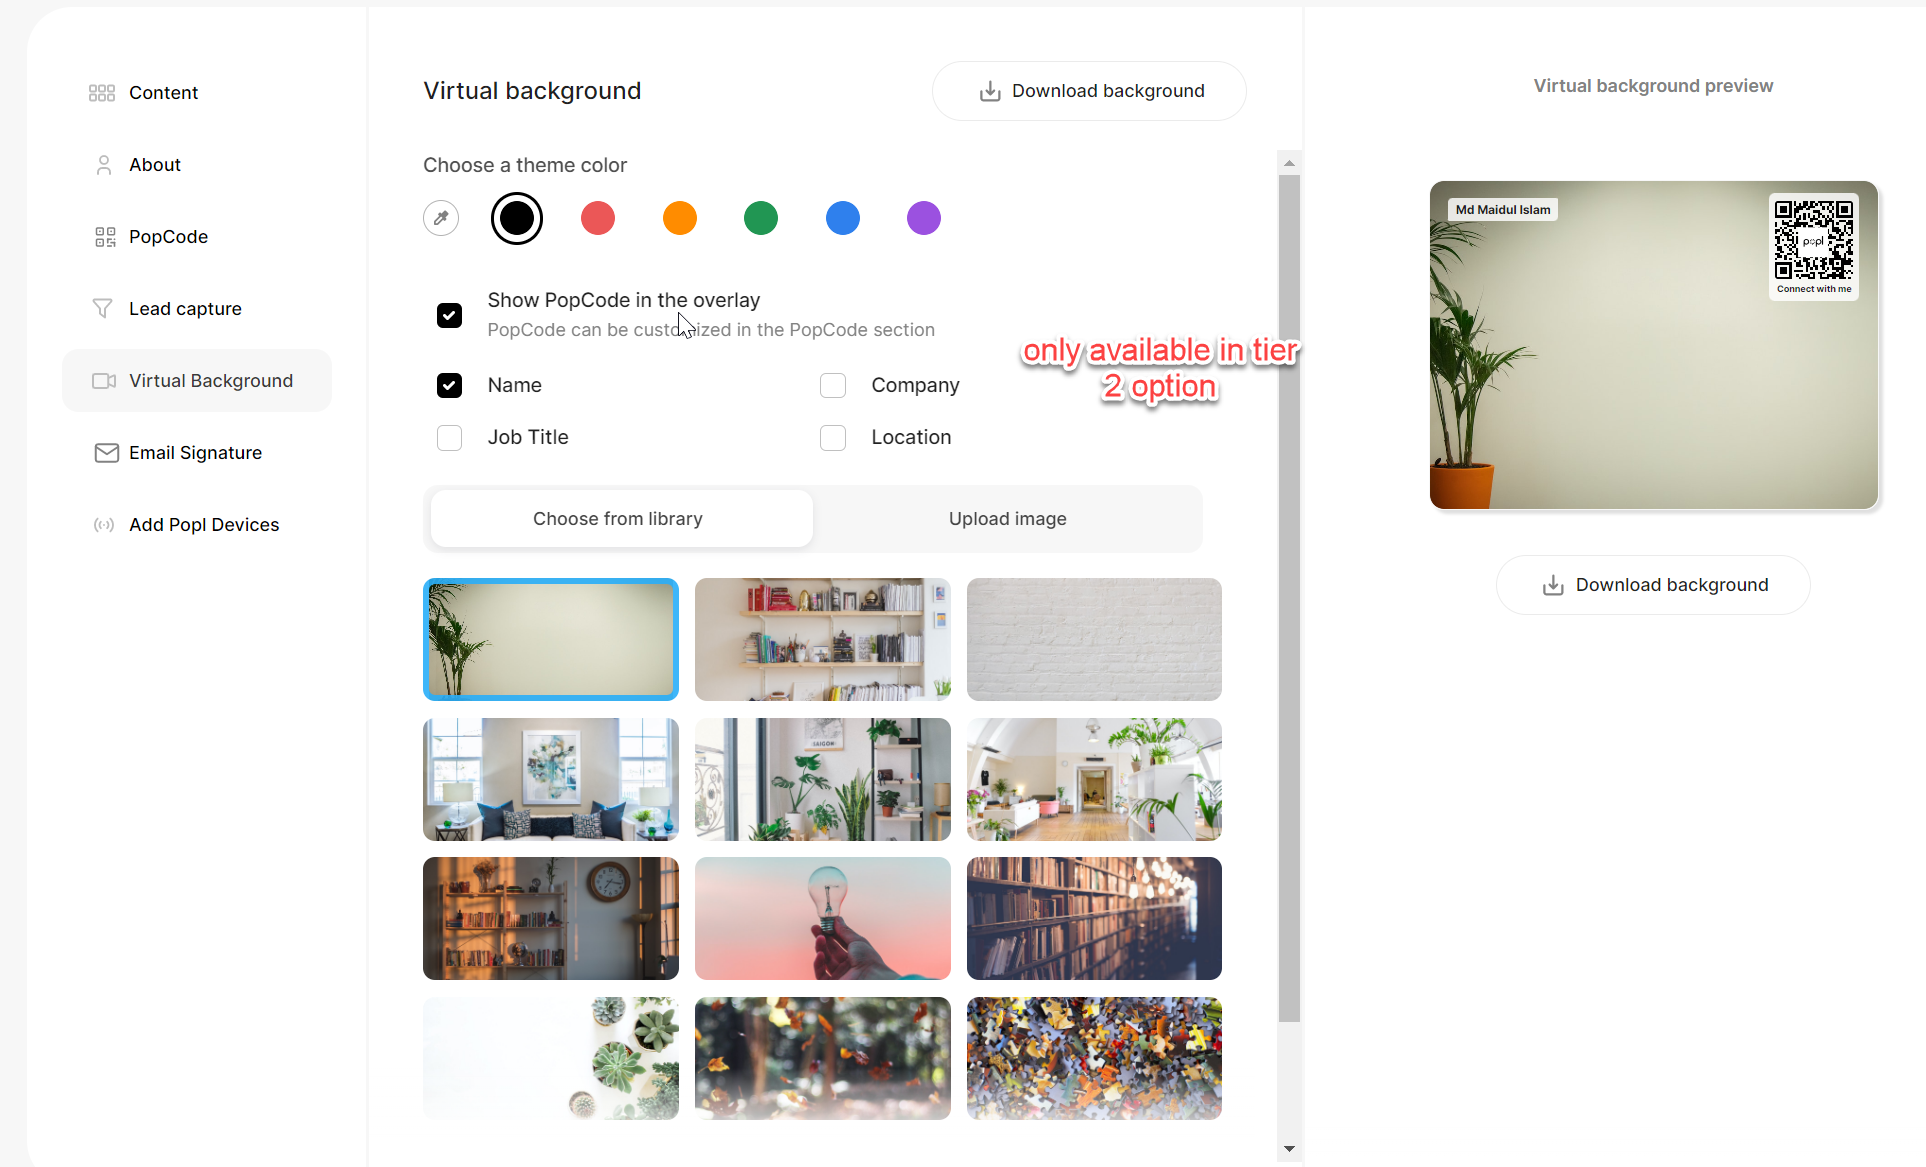 Content
About
PopCode
Lead capture
Virtual Background
Email Signature
Add Popl Devices
Virtual background
Download background
Choose a theme color
Show PopCode in the overlay
PopCode can be customized in the PopCode section
only available in tier
2 option
Name
Company
Job Title
Location
Choose from library
Upload image
SAIGON
Virtual background preview
Md Maidul Islam
popl
Connect with me
Download background